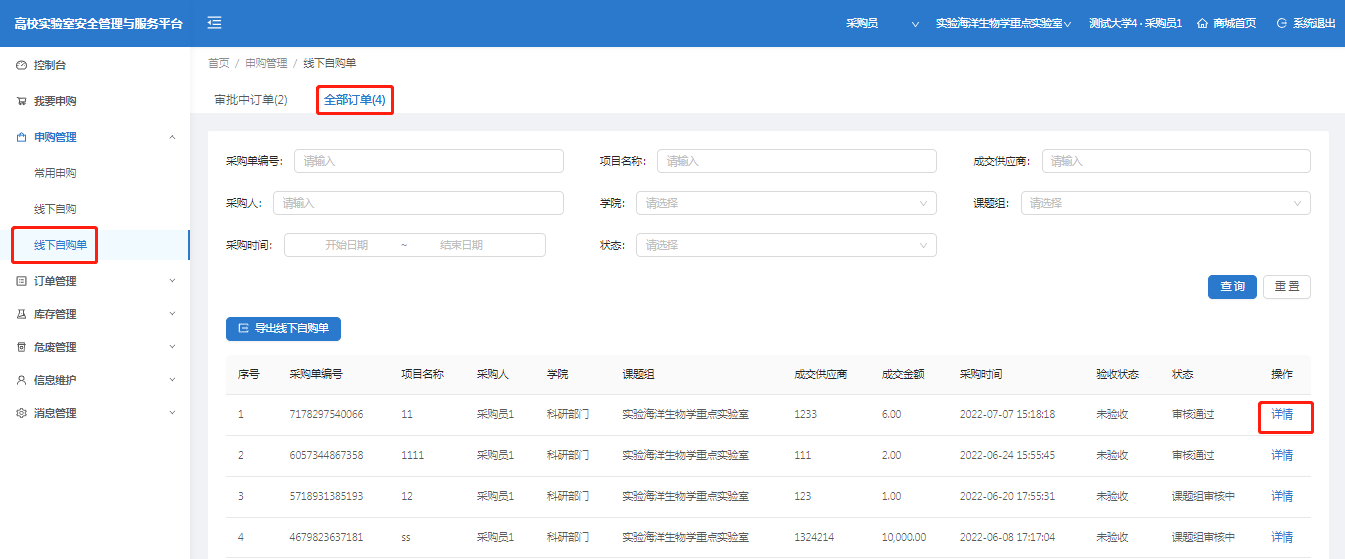 高校实验室安全管理与服务平台
采购员 实验海洋生物学重点实验室 测试大学4 · 采购员1 商城首页 系统退出
控制台
我要申购
申购管理
常用申购
线下自购
线下自购单
订单管理
库存管理
危废管理
信息维护
消息管理
首页 / 申购管理 / 线下自购单
审批中订单(2) 全部订单(4)
采购单编号: 请输入 项目名称: 请输入 成交供应商: 请输入
采购人: 请输入 学院: 请选择 课题组: 请选择
采购时间: 开始日期 ~ 结束日期 状态: 请选择
查 询 重 置
导出线下自购单
序号 采购单编号 项目名称 采购人 学院 课题组 成交供应商 成交金额 采购时间 验收状态 状态 操作
1 7178297540066 11 采购员1 科研部门 实验海洋生物学重点实验室 1233 6.00 2022-07-07 15:18:18 未验收 审核通过 详情
2 6057344867358 1111 采购员1 科研部门 实验海洋生物学重点实验室 111 2.00 2022-06-24 15:55:45 未验收 审核通过 详情
3 5718931385193 12 采购员1 科研部门 实验海洋生物学重点实验室 123 1.00 2022-06-20 17:55:31 未验收 课题组审核中 详情
4 4679823637181 ss 采购员1 科研部门 实验海洋生物学重点实验室 1324214 10,000.00 2022-06-08 17:17:04 未验收 课题组审核中 详情